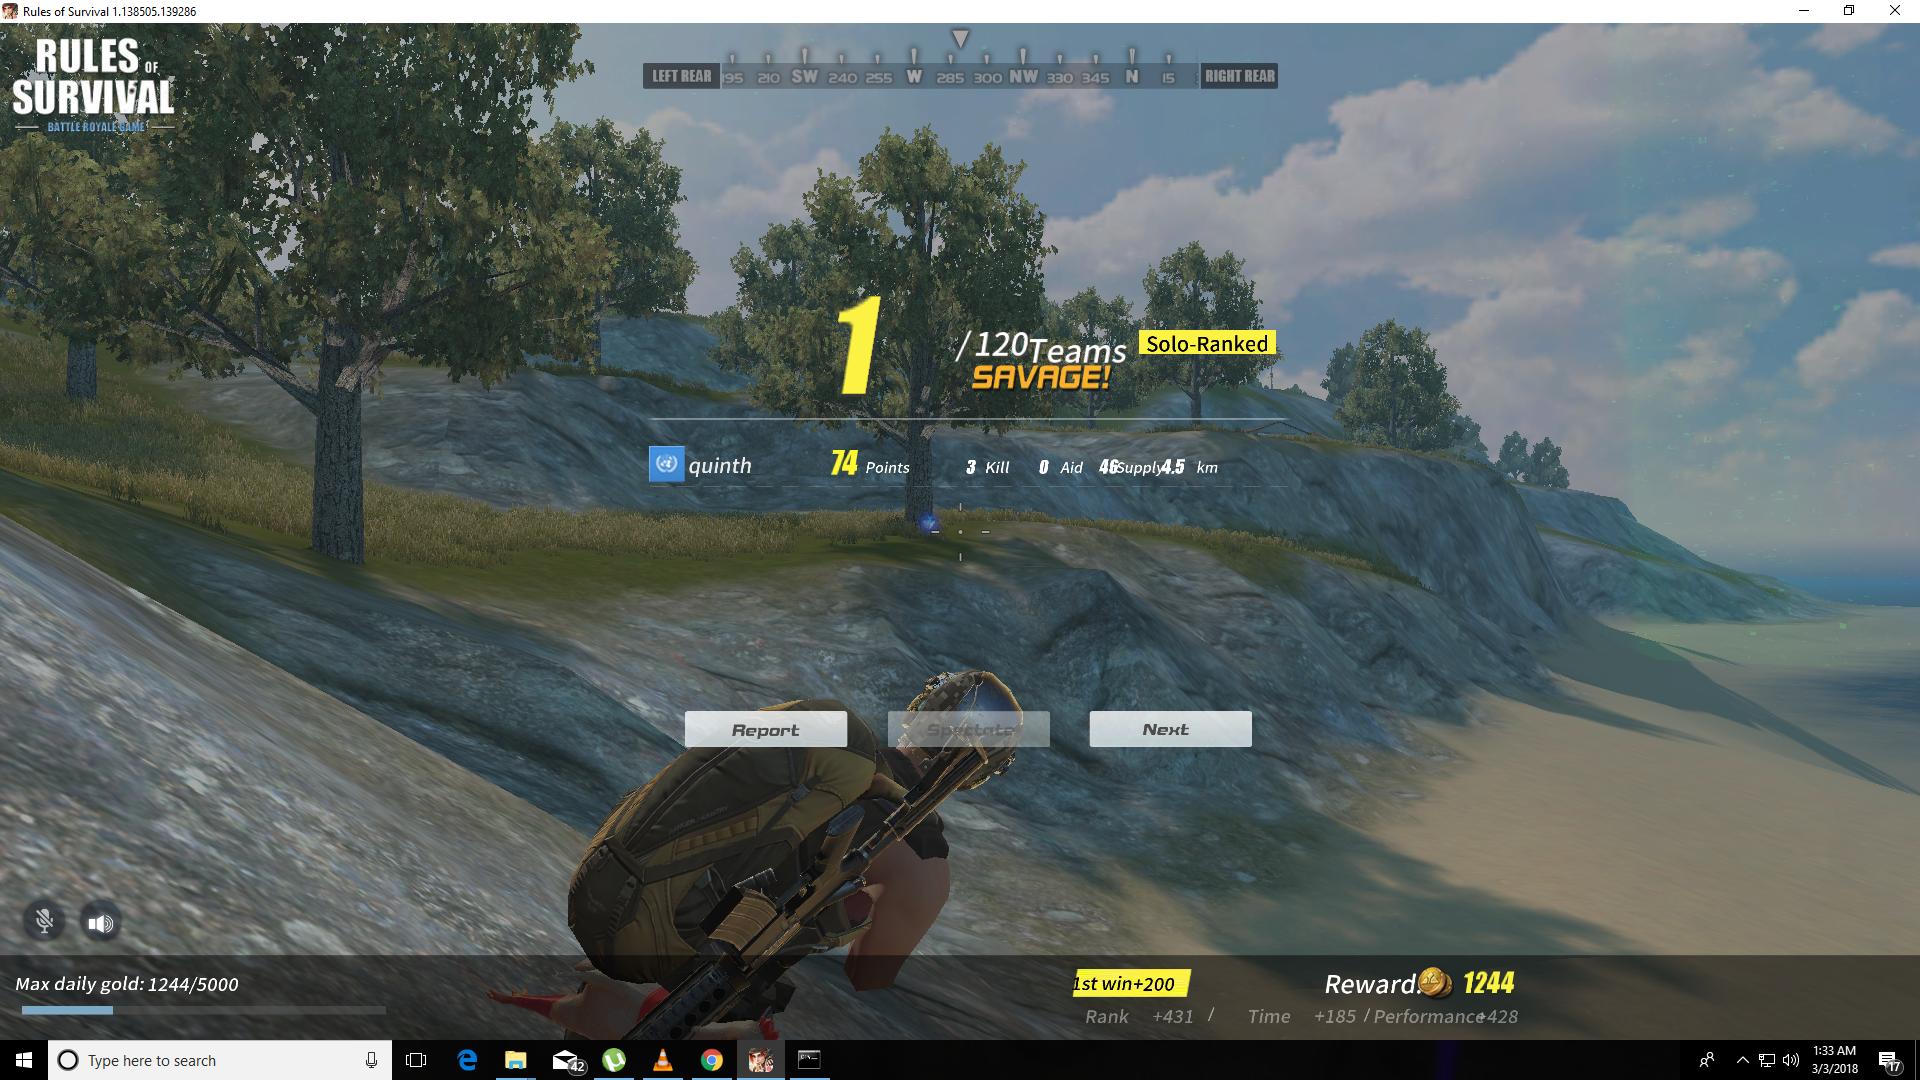 Rules of Survival 1.138505.139286
RULES OF
SURVIVAL
BATTLE ROYALE GAME
LEFT REAR 195 210 SW 240 255 W 285 300 NW 330 345 N 15 RIGHT REAR
1 / 120 Teams Solo-Ranked
SAVAGE!
quinth 74 Points 3 Kill 0 Aid 46 Supply 4.5 km
Report Spectate Next
Max daily gold: 1244/5000
1st win+200 Reward: 1244
Rank +431 / Time +185 / Performance +428
Type here to search
42
1:33 AM
3/3/2018
17